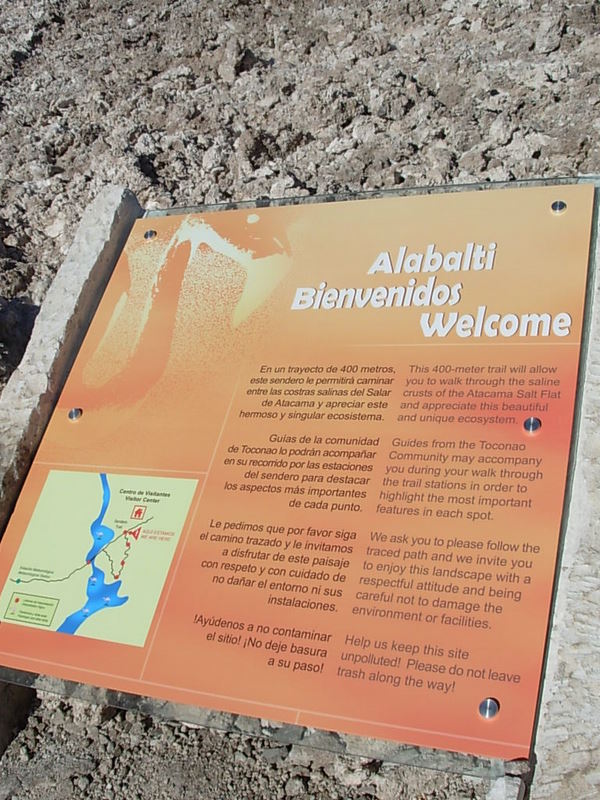 Alabalti
Bienvenidos
Welcome
En un trayecto de 400 metros,
este sendero le permitirá caminar
entre las costras salinas del Salar
de Atacama y apreciar este
hermoso y singular ecosistema.
Guías de la comunidad
de Toconao lo podrán acompañar
en su recorrido por las estaciones
del sendero para destacar
los aspectos más importantes
de cada punto.
Le pedimos que por favor siga
el camino trazado y le invitamos
a disfrutar de este paisaje
con respeto y con cuidado de
no dañar el entorno ni sus
instalaciones.
!Ayúdenos a no contaminar
el sitio! ¡No deje basura
a su paso!
This 400-meter trail will allow
you to walk through the saline
crusts of the Atacama Salt Flat
and appreciate this beautiful
and unique ecosystem.
Guides from the Toconao
Community may accompany
you during your walk through
the trail stations in order to
highlight the most important
features in each spot.
We ask you to please follow the
traced path and we invite you
to enjoy this landscape with a
respectful attitude and being
careful not to damage the
environment or facilities.
Help us keep this site
unpolluted! Please do not leave
trash along the way!
Centro de Visitantes
Visitor Center
Sendero
Trail
AQUI ESTAMOS
WE ARE HERE